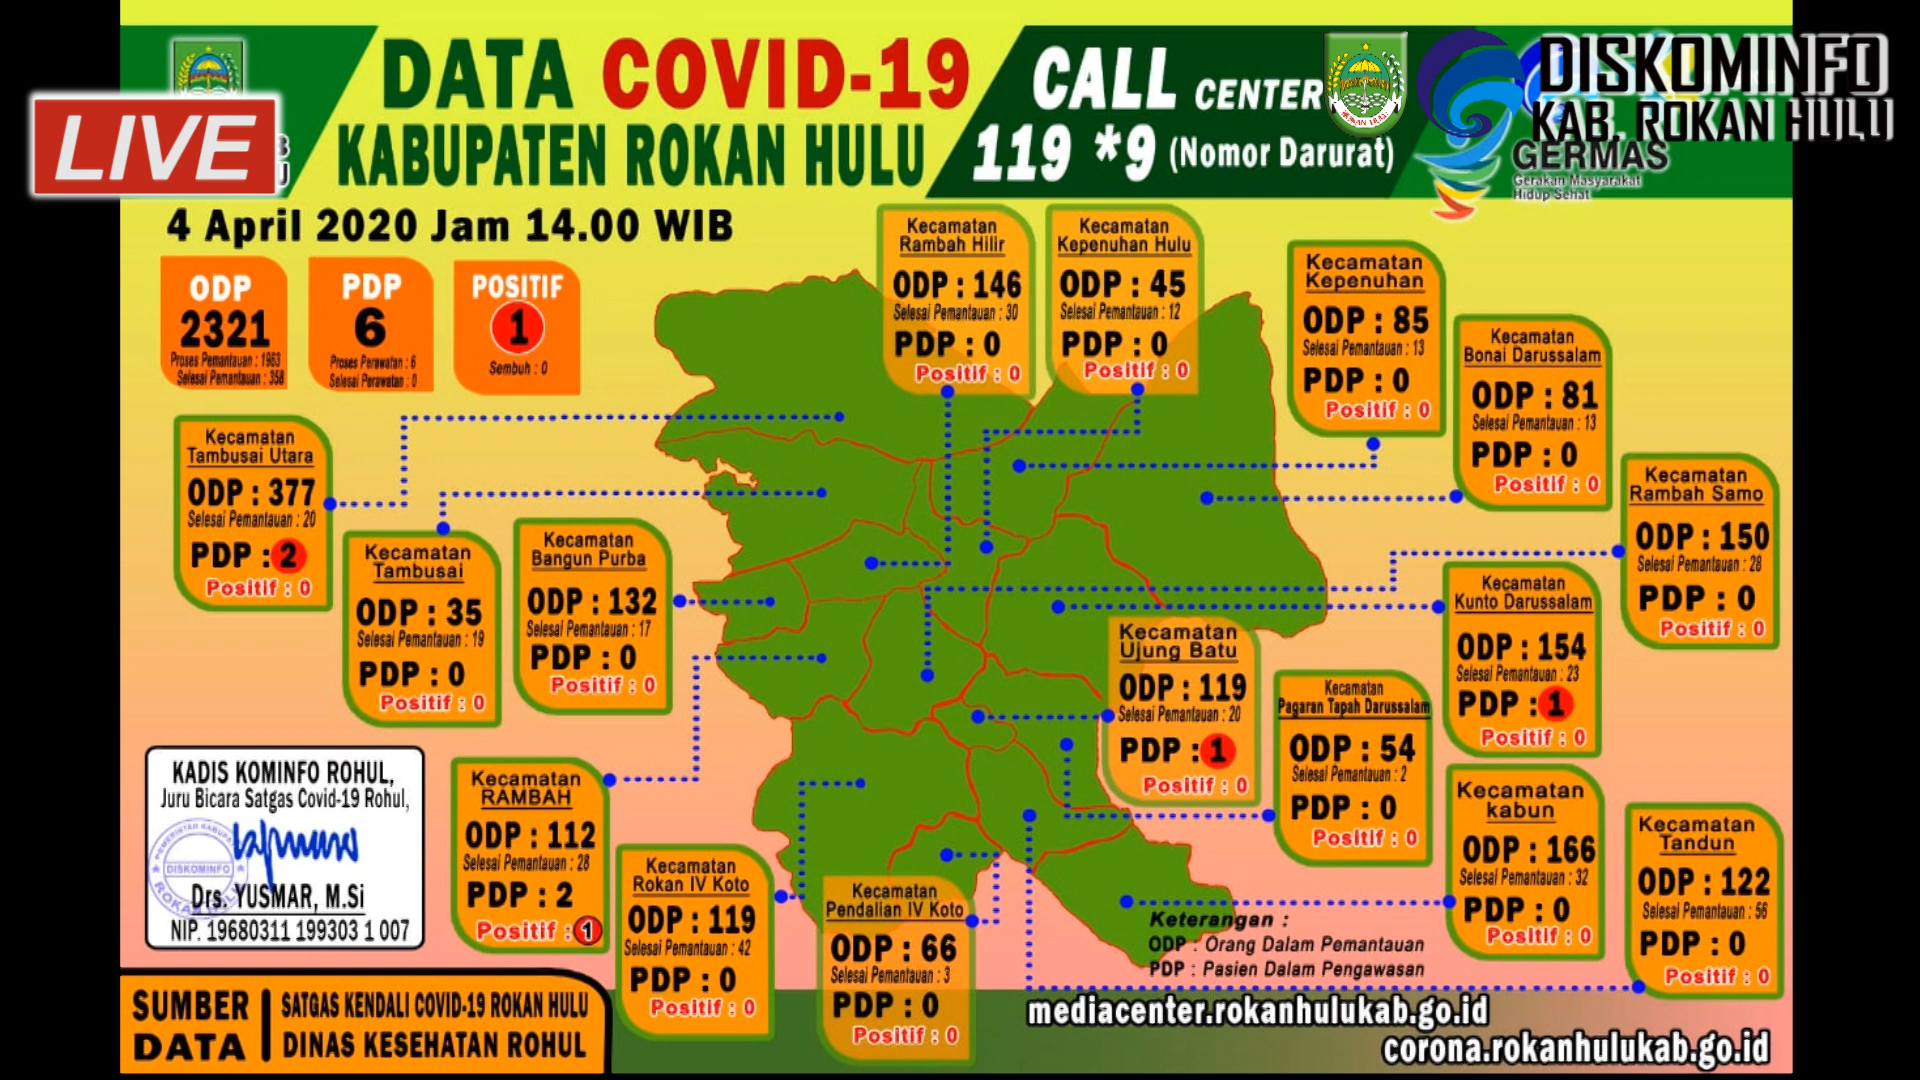 LIVE
DATA COVID-19
KABUPATEN ROKAN HULU
CALL CENTER
119 *9 (Nomor Darurat)
DISKOMINFO
KAB. ROKAN HULU
GERMAS
Gerakan Masyarakat
Hidup Sehat
4 April 2020 Jam 14.00 WIB
ODP
2321
Proses Pemantauan : 1963
Selesai Pemantauan : 358
PDP
6
Proses Perawatan : 6
Selesai Perawatan : 0
POSITIF
1
Sembuh : 0
Kecamatan
Rambah Hilir
ODP : 146
Selesai Pemantauan : 30
PDP : 0
Positif : 0
Kecamatan
Kepenuhan Hulu
ODP : 45
Selesai Pemantauan : 12
PDP : 0
Positif : 0
Kecamatan
Kepenuhan
ODP : 85
Selesai Pemantauan : 13
PDP : 0
Positif : 0
Kecamatan
Bonai Darussalam
ODP : 81
Selesai Pemantauan : 13
PDP : 0
Positif : 0
Kecamatan
Rambah Samo
ODP : 150
Selesai Pemantauan : 28
PDP : 0
Positif : 0
Kecamatan
Tambusai Utara
ODP : 377
Selesai Pemantauan : 20
PDP : 2
Positif : 0
Kecamatan
Tambusai
ODP : 35
Selesai Pemantauan : 19
PDP : 0
Positif : 0
Kecamatan
Bangun Purba
ODP : 132
Selesai Pemantauan : 17
PDP : 0
Positif : 0
Kecamatan
Kunto Darussalam
ODP : 154
Selesai Pemantauan : 23
PDP : 1
Positif : 0
Kecamatan
Ujung Batu
ODP : 119
Selesai Pemantauan : 20
PDP : 1
Positif : 0
Kecamatan
Pagaran Tapah Darussalam
ODP : 54
Selesai Pemantauan : 2
PDP : 0
Positif : 0
Kecamatan
RAMBAH
ODP : 112
Selesai Pemantauan : 28
PDP : 2
Positif : 1
Kecamatan
Rokan IV Koto
ODP : 119
Selesai Pemantauan : 42
PDP : 0
Positif : 0
Kecamatan
Pendalian IV Koto
ODP : 66
Selesai Pemantauan : 3
PDP : 0
Positif : 0
Kecamatan
kabun
ODP : 166
Selesai Pemantauan : 32
PDP : 0
Positif : 0
Kecamatan
Tandun
ODP : 122
Selesai Pemantauan : 56
PDP : 0
Positif : 0
KADIS KOMINFO ROHUL,
Juru Bicara Satgas Covid-19 Rohul,
DISKOMINFO
Drs. YUSMAR, M.Si
NIP. 19680311 199303 1 007
Keterangan :
ODP : Orang Dalam Pemantauan
PDP : Pasien Dalam Pengawasan
SUMBER DATA
SATGAS KENDALI COVID-19 ROKAN HULU
DINAS KESEHATAN ROHUL
mediacenter.rokanhulukab.go.id
corona.rokanhulukab.go.id